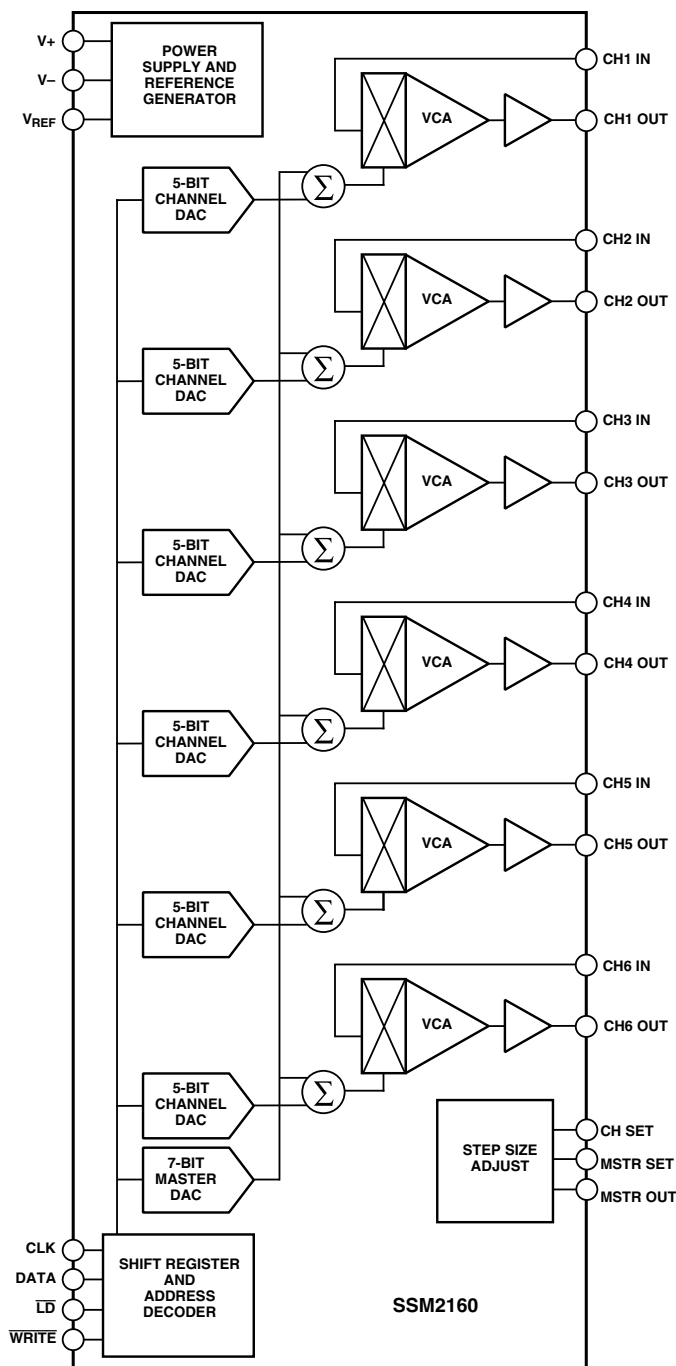 V+
V–
VREF
POWER
SUPPLY AND
REFERENCE
GENERATOR
CH1 IN
VCA
CH1 OUT
5-BIT
CHANNEL
DAC
Σ
CH2 IN
VCA
CH2 OUT
5-BIT
CHANNEL
DAC
Σ
CH3 IN
VCA
CH3 OUT
5-BIT
CHANNEL
DAC
Σ
CH4 IN
VCA
CH4 OUT
5-BIT
CHANNEL
DAC
Σ
CH5 IN
VCA
CH5 OUT
5-BIT
CHANNEL
DAC
Σ
CH6 IN
VCA
CH6 OUT
5-BIT
CHANNEL
DAC
Σ
7-BIT
MASTER
DAC
STEP SIZE
ADJUST
CH SET
MSTR SET
MSTR OUT
CLK
DATA
LD
WRITE
SHIFT REGISTER
AND
ADDRESS
DECODER
SSM2160